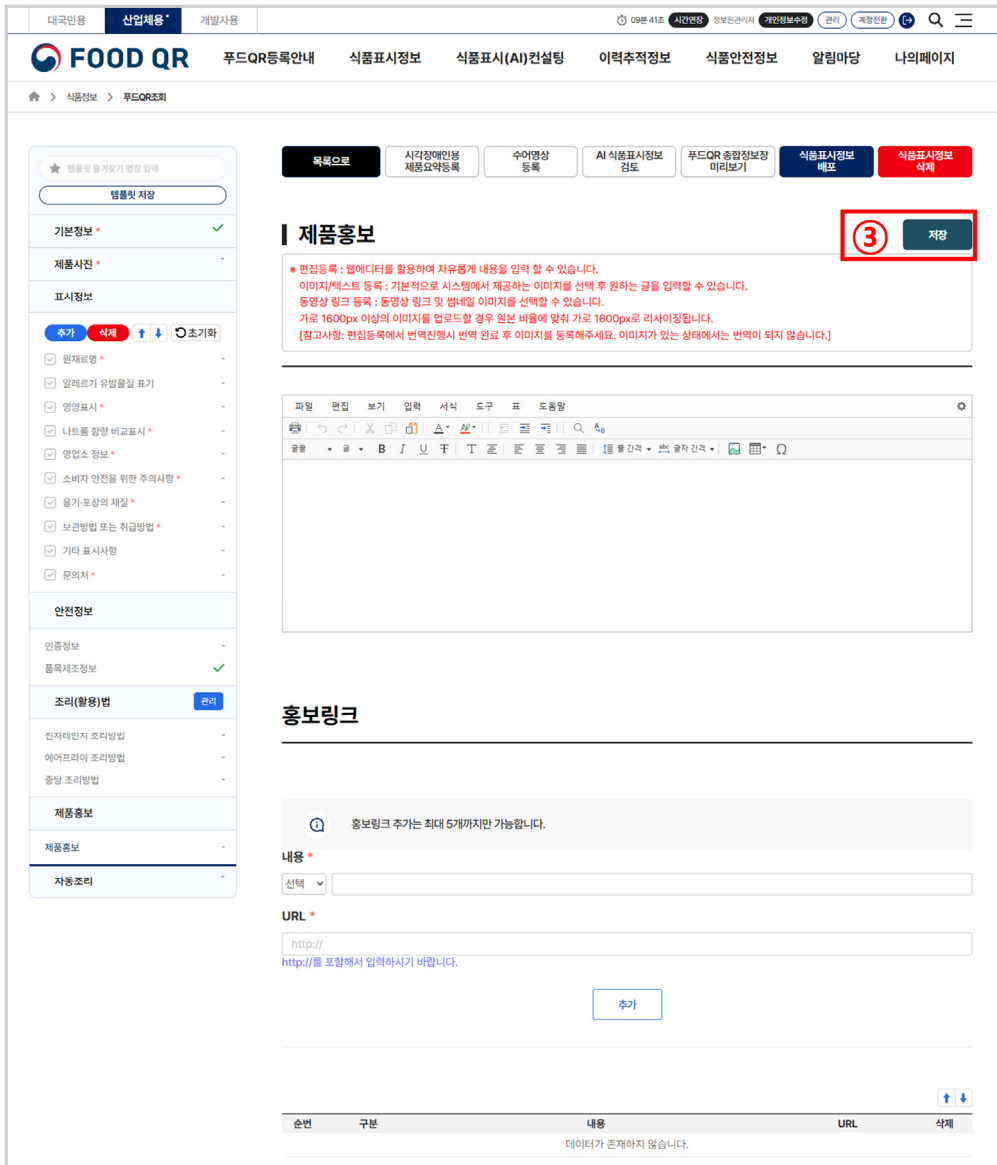 대국민용 산업체용 개발자용 09분 41초 시간연장 정보원관리자 개인정보수정 관리 계정전환
FOOD QR 푸드QR등록안내 식품표시정보 식품표시(AI)컨설팅 이력추적정보 식품안전정보 알림마당 나의페이지
식품정보 > 푸드QR조회
템플릿 즐겨찾기 명칭 입력
템플릿 저장
기본정보 *
제품사진 * -
표시정보
추가 삭제 초기화
원재료명 * -
알레르기 유발물질 표기 -
영양표시 * -
나트륨 함량 비교표시 * -
영업소 정보 * -
소비자 안전을 위한 주의사항 * -
용기·포장의 재질 * -
보관방법 또는 취급방법 * -
기타 표시사항 -
문의처 * -
안전정보
인증정보 -
품목제조정보
조리(활용)법 관리
전자레인지 조리방법 -
에어프라이 조리방법 -
중탕 조리방법 -
제품홍보
제품홍보 -
자동조리 -
목록으로
시각장애인용
제품요약등록
수어영상
등록
AI 식품표시정보
검토
푸드QR 종합정보장
미리보기
식품표시정보
배포
식품표시정보
삭제
제품홍보
③ 저장
※ 편집등록 : 웹에디터를 활용하여 자유롭게 내용을 입력 할 수 있습니다.
이미지/텍스트 등록 : 기본적으로 시스템에서 제공하는 이미지를 선택 후 원하는 글을 입력할 수 있습니다.
동영상 링크 등록 : 동영상 링크 및 썸네일 이미지를 선택할 수 있습니다.
가로 1600px 이상의 이미지를 업로드할 경우 원본 비율에 맞춰 가로 1600px로 리사이징됩니다.
[참고사항: 편집등록에서 번역진행시 번역 완료 후 이미지를 등록해주세요. 이미지가 있는 상태에서는 번역이 되지 않습니다.]
파일 편집 보기 입력 서식 도구 표 도움말
글꼴 글 B I U T T 줄 간격 abc 글자 간격 Ω
홍보링크
홍보링크 추가는 최대 5개까지만 가능합니다.
내용 *
선택
URL *
http://
http://를 포함해서 입력하시기 바랍니다.
추가
순번 구분 내용 URL 삭제
데이터가 존재하지 않습니다.